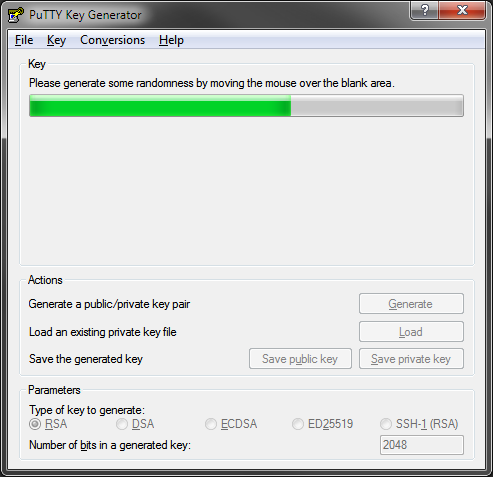 PuTTY Key Generator
File Key Conversions Help
Key
Please generate some randomness by moving the mouse over the blank area.
Actions
Generate a public/private key pair Generate
Load an existing private key file Load
Save the generated key Save public key Save private key
Parameters
Type of key to generate:
RSA DSA ECDSA ED25519 SSH-1 (RSA)
Number of bits in a generated key: 2048